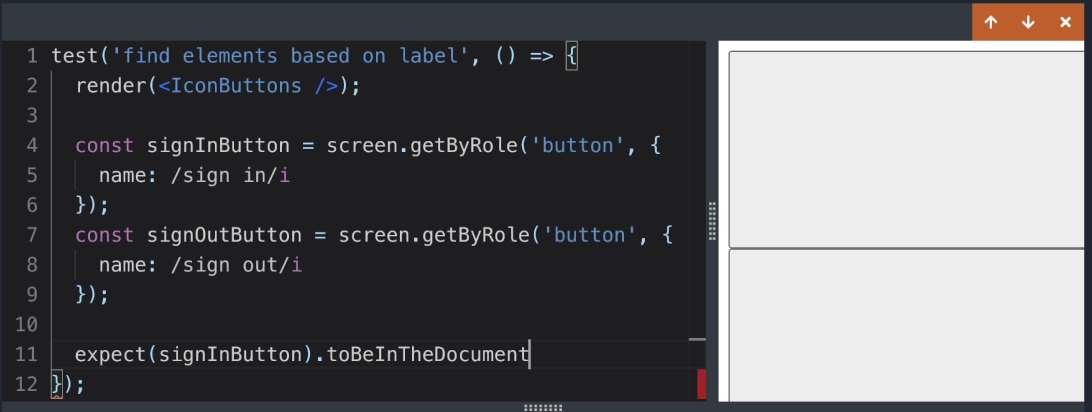 1 test('find elements based on label', () => {
2   render(<IconButtons />);
3
4   const signInButton = screen.getByRole('button', {
5     name: /sign in/i
6   });
7   const signOutButton = screen.getByRole('button', {
8     name: /sign out/i
9   });
10
11   expect(signInButton).toBeInTheDocument
12 });